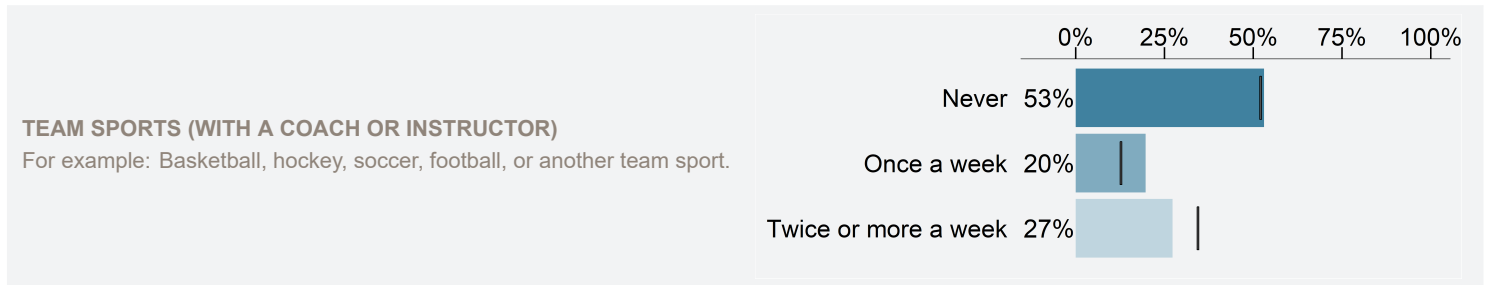 TEAM SPORTS (WITH A COACH OR INSTRUCTOR)
For example: Basketball, hockey, soccer, football, or another team sport.
0% 25% 50% 75% 100%
Never 53%
Once a week 20%
Twice or more a week 27%